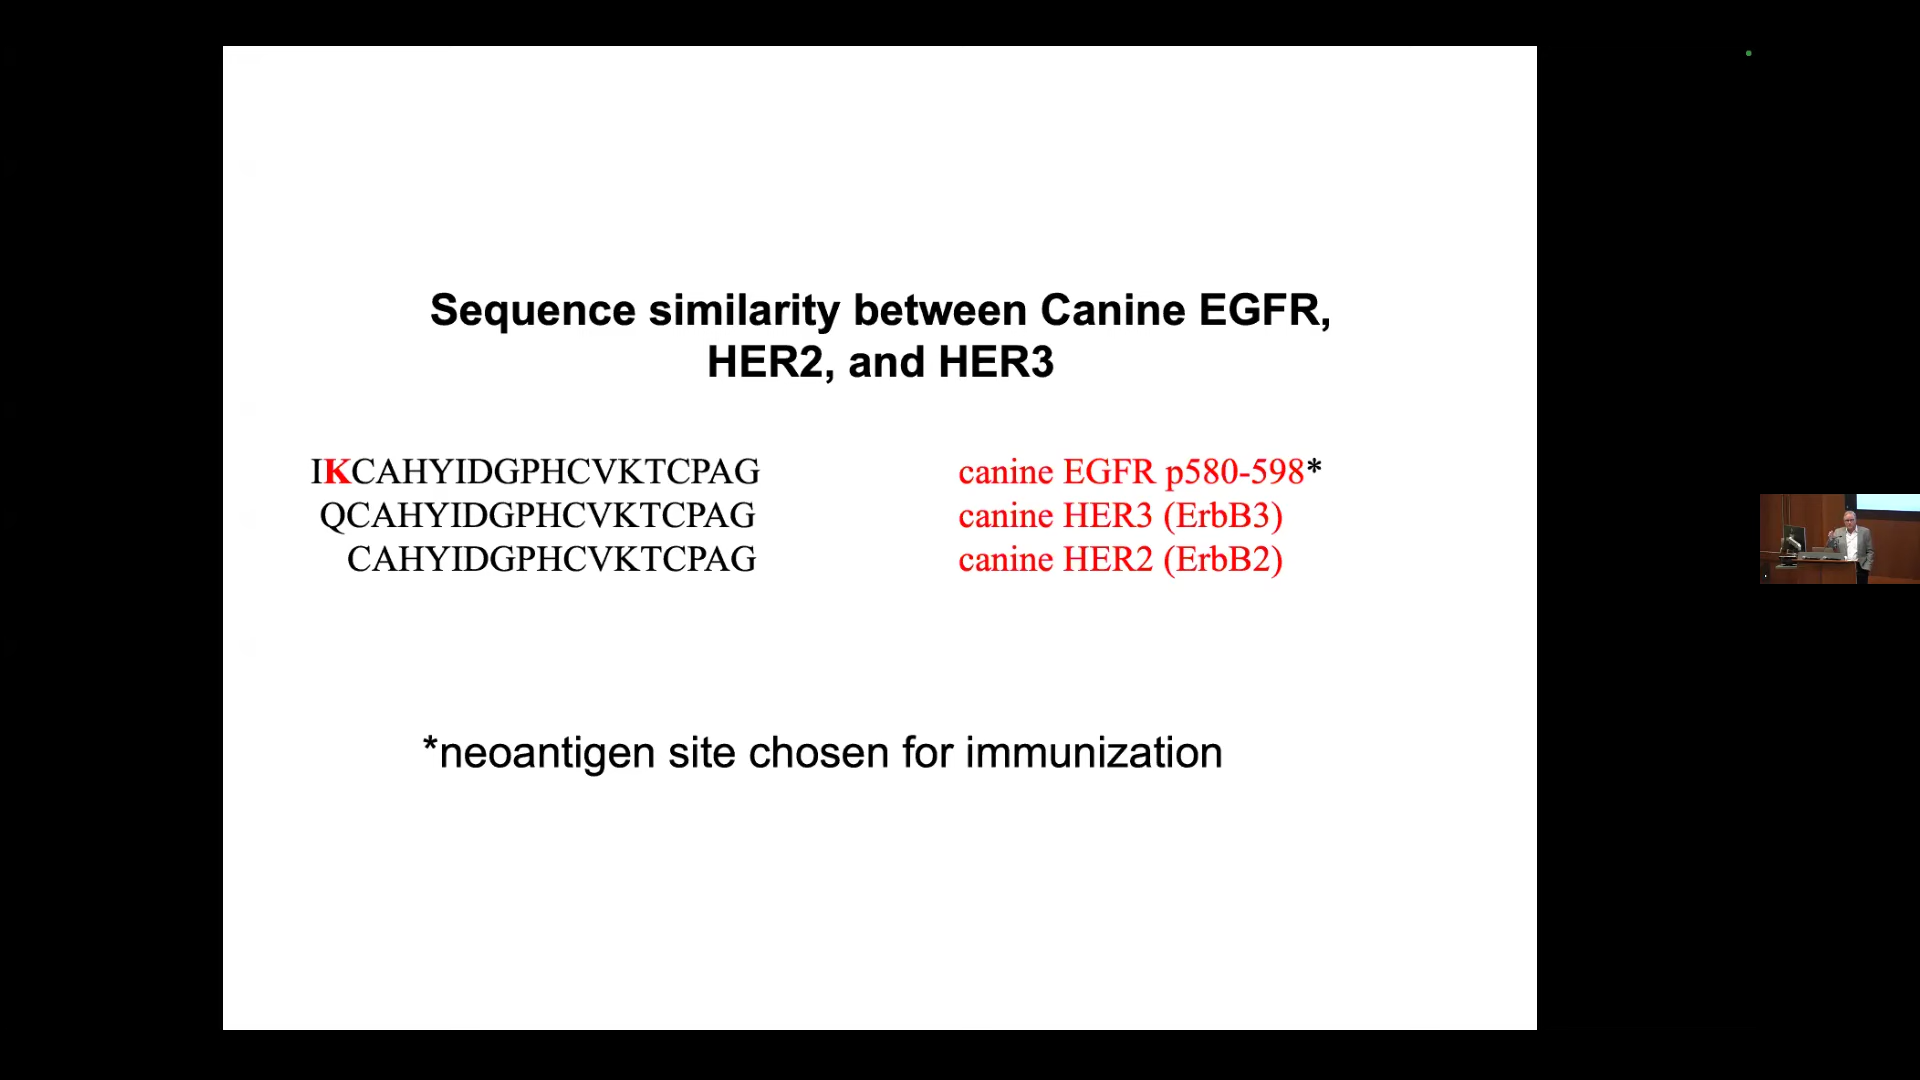 Sequence similarity between Canine EGFR,
HER2, and HER3
IKCAHYIDGPHCVKTCPAG canine EGFR p580-598*
QCAHYIDGPHCVKTCPAG canine HER3 (ErbB3)
CAHYIDGPHCVKTCPAG canine HER2 (ErbB2)
*neoantigen site chosen for immunization